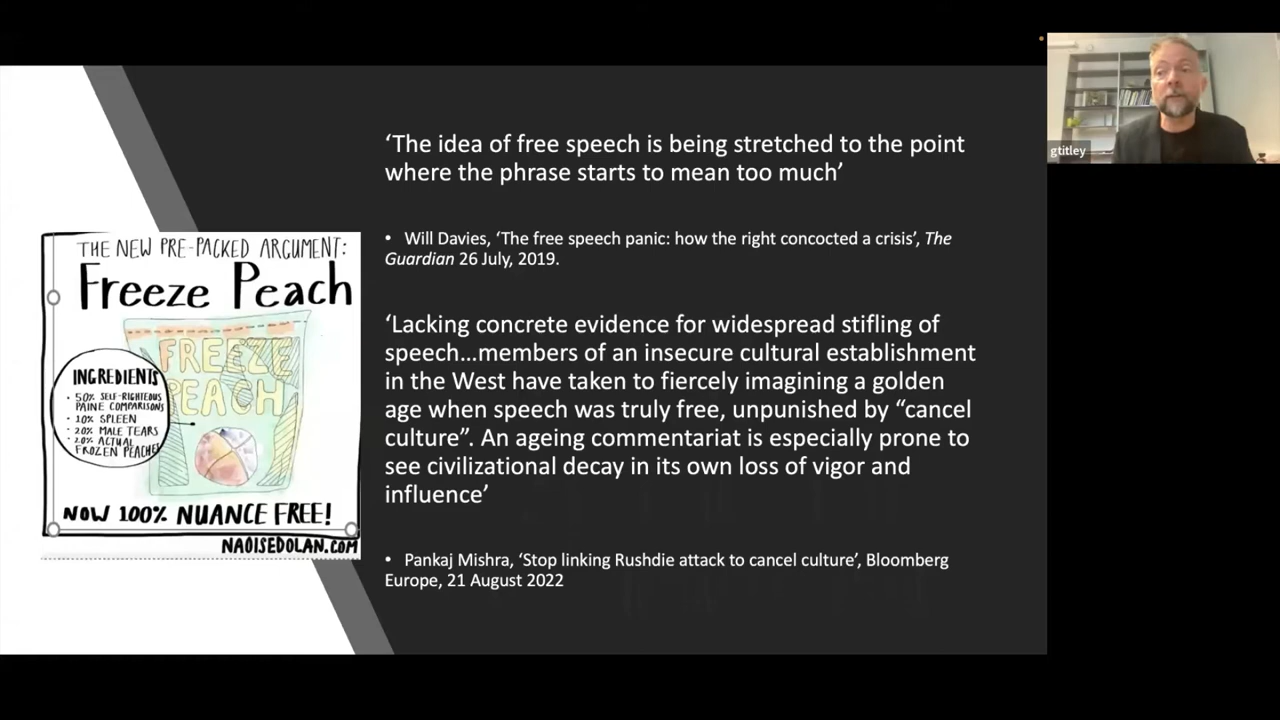 THE NEW PRE-PACKED ARGUMENT:
Freeze Peach
FREEZE
PEACH
INGREDIENTS
• 50% SELF-RIGHTEOUS
PAINE COMPARISONS
• 10% SPLEEN
• 20% MALE TEARS
• 20% ACTUAL
FROZEN PEACHES
NOW 100% NUANCE FREE!
NAOISEDOLAN.COM
‘The idea of free speech is being stretched to the point
where the phrase starts to mean too much’
• Will Davies, ‘The free speech panic: how the right concocted a crisis’, The
Guardian 26 July, 2019.
‘Lacking concrete evidence for widespread stifling of
speech…members of an insecure cultural establishment
in the West have taken to fiercely imagining a golden
age when speech was truly free, unpunished by “cancel
culture”. An ageing commentariat is especially prone to
see civilizational decay in its own loss of vigor and
influence’
• Pankaj Mishra, ‘Stop linking Rushdie attack to cancel culture’, Bloomberg
Europe, 21 August 2022
gtitley